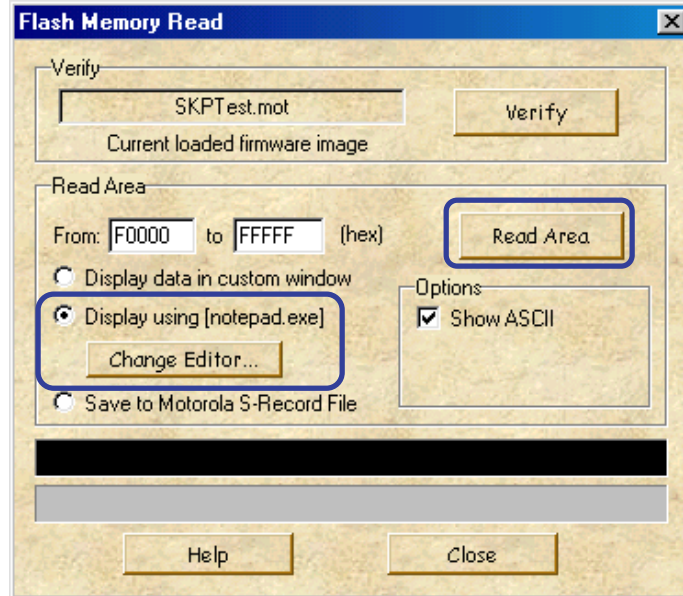 Flash Memory Read
Verify
SKPTest.mot
Verify
Current loaded firmware image
Read Area
From: F0000 to FFFFF (hex)
Read Area
Display data in custom window
Options
Display using [notepad.exe]
Show ASCII
Change Editor...
Save to Motorola S-Record File
Help
Close